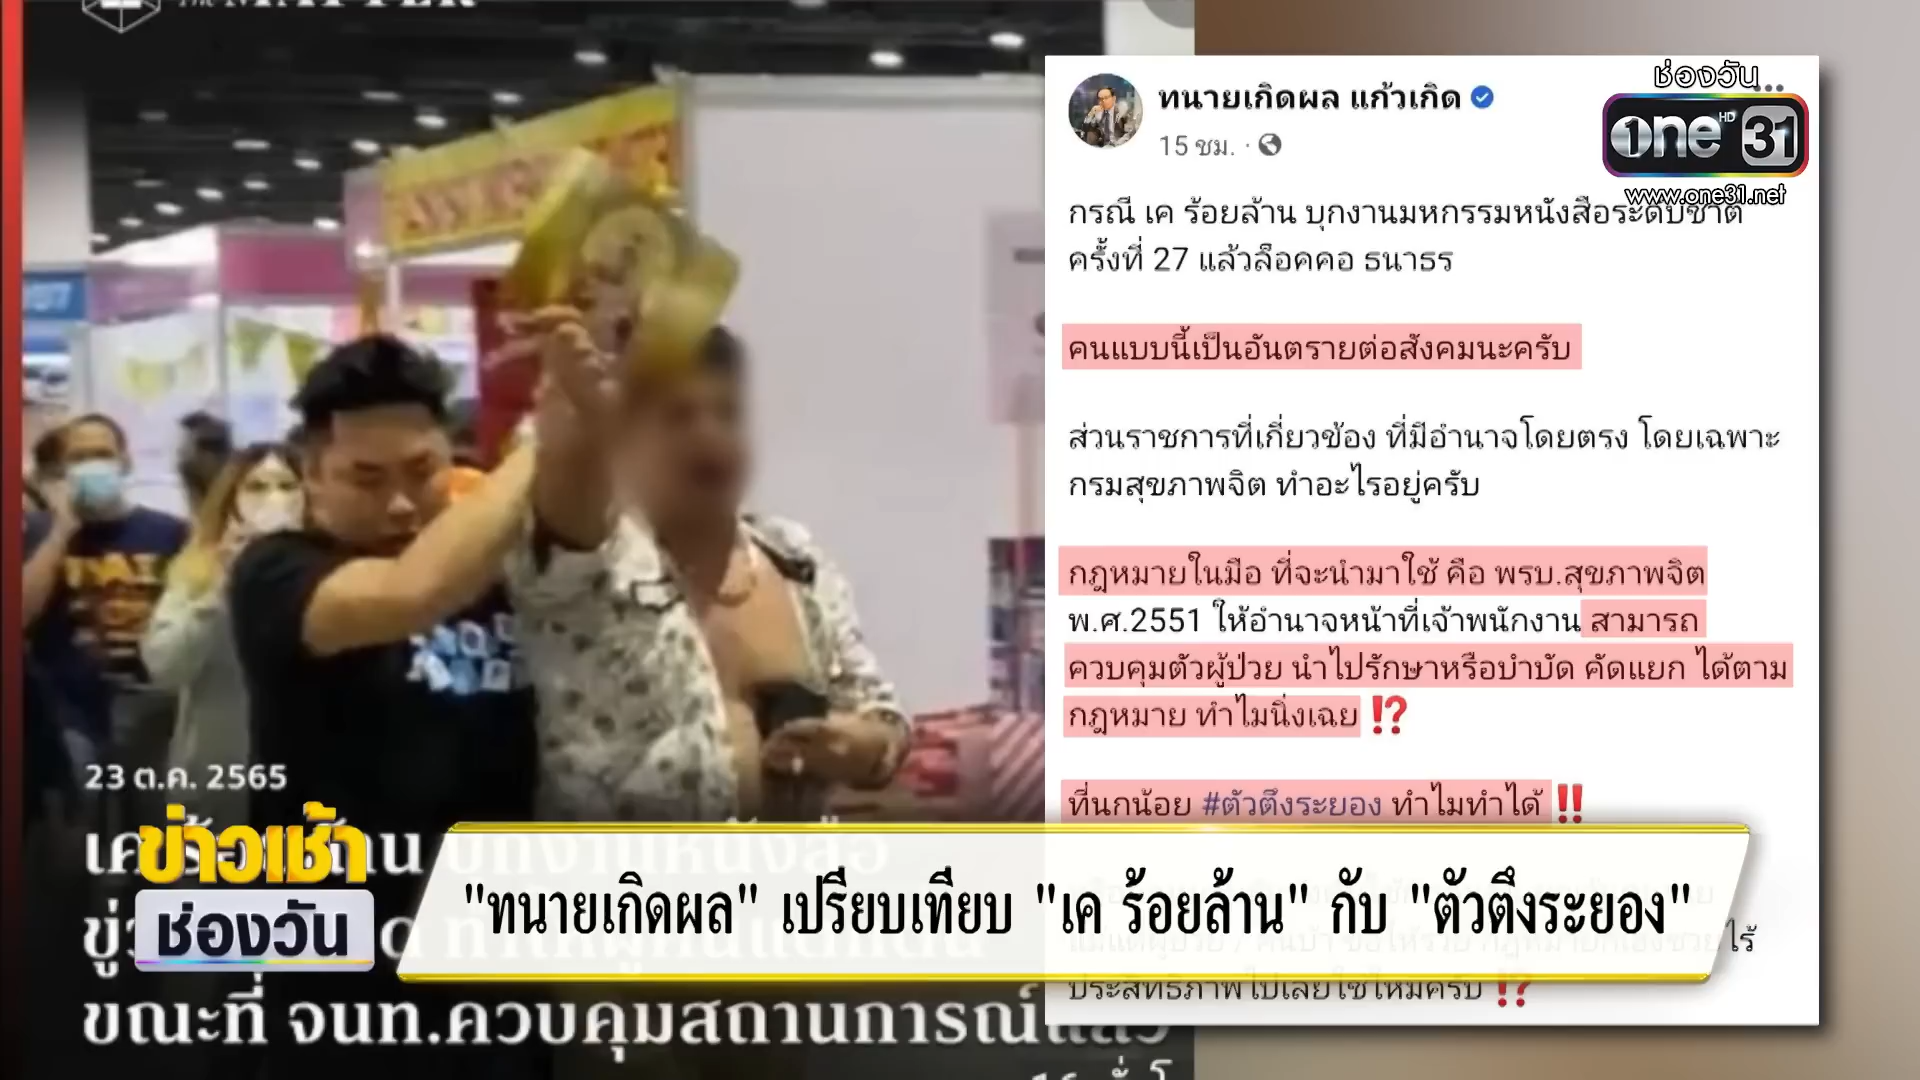 The MATTER
ช่องวัน...
one HD 31
www.one31.net
ทนายเกิดผล แก้วเกิด
15 ชม. ·
กรณี เค ร้อยล้าน บุกงานมหกรรมหนังสือระดับชาติ
ครั้งที่ 27 แล้วล็อคคอ ธนาธร
คนแบบนี้เป็นอันตรายต่อสังคมนะครับ
ส่วนราชการที่เกี่ยวข้อง ที่มีอำนาจโดยตรง โดยเฉพาะ
กรมสุขภาพจิต ทำอะไรอยู่ครับ
กฎหมายในมือ ที่จะนำมาใช้ คือ พรบ.สุขภาพจิต
พ.ศ.2551 ให้อำนาจหน้าที่เจ้าพนักงาน สามารถ
ควบคุมตัวผู้ป่วย นำไปรักษาหรือบำบัด คัดแยก ได้ตาม
กฎหมาย ทำไมนิ่งเฉย ⁉️
ที่นกน้อย #ตัวตึงระยอง ทำไมทำได้ ‼️
ประสิทธิภาพไปเลยใช่ไหมครับ ⁉️
23 ต.ค. 2565
ขณะที่ จนท.ควบคุมสถานการณ์แล้ว
ข่าวเช้า
ช่องวัน
"ทนายเกิดผล" เปรียบเทียบ "เค ร้อยล้าน" กับ "ตัวตึงระยอง"